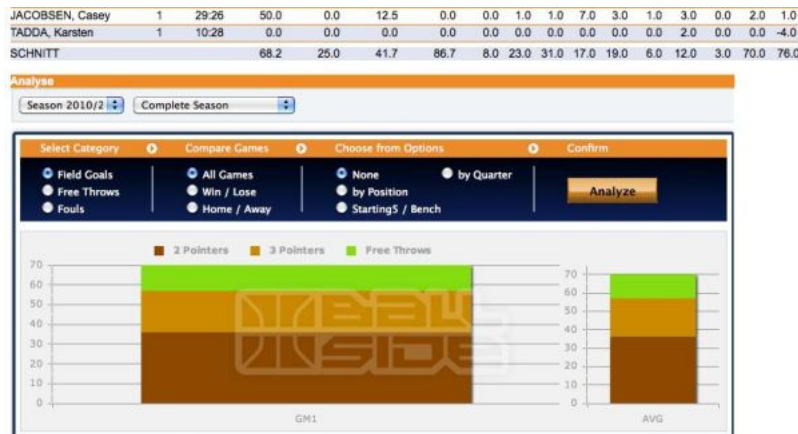 JACOBSEN, Casey 1 29:26 50.0 0.0 12.5 0.0 0.0 1.0 1.0 7.0 3.0 1.0 3.0 0.0 2.0 1.0
TADDA, Karsten 1 10:28 0.0 0.0 0.0 0.0 0.0 0.0 0.0 0.0 0.0 0.0 2.0 0.0 0.0 -4.0
SCHNITT 68.2 25.0 41.7 86.7 8.0 23.0 31.0 17.0 19.0 6.0 12.0 3.0 70.0 76.0
Analyse
Season 2010/2 Complete Season
Select Category Compare Games Choose from Options Confirm
Field Goals All Games None by Quarter
Free Throws Win / Lose by Position Analyze
Fouls Home / Away Starting5 / Bench
2 Pointers 3 Pointers Free Throws
70 70
60 60
50 50
40 40
30 30
20 20
10 10
0 0
BALL
SIDE
GM1 AVG